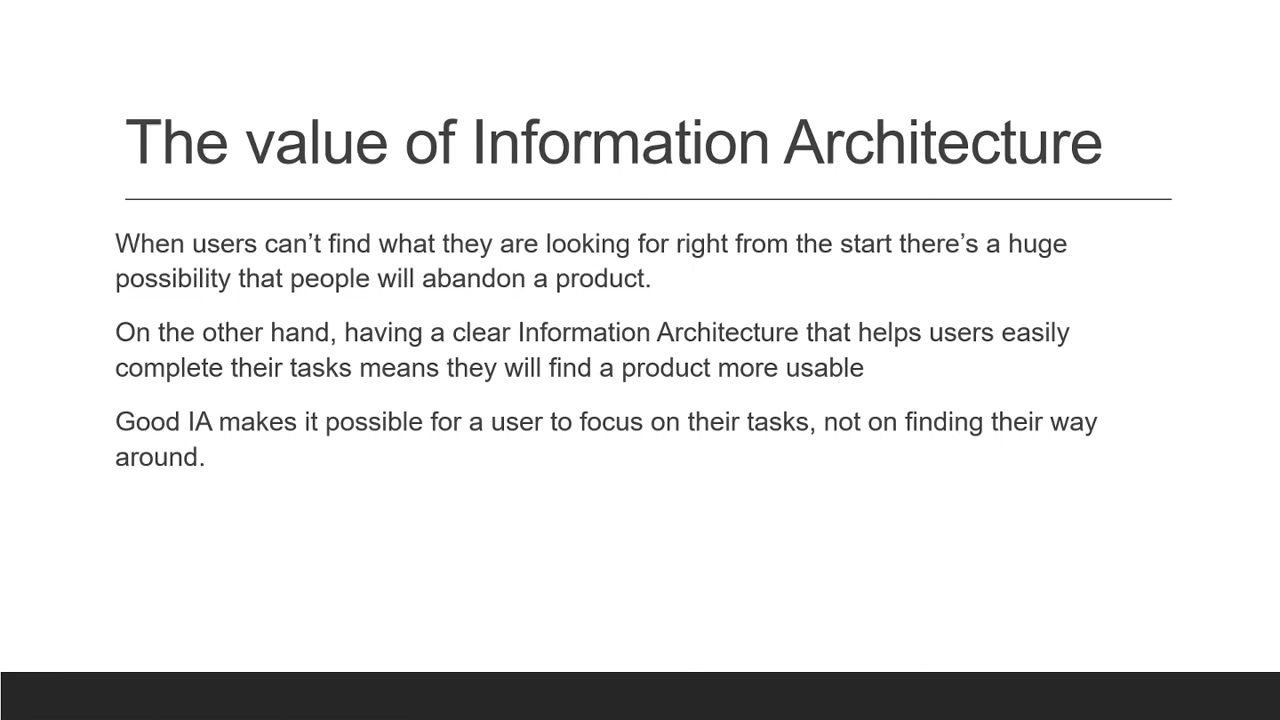 The value of Information Architecture
When users can’t find what they are looking for right from the start there’s a huge
possibility that people will abandon a product.
On the other hand, having a clear Information Architecture that helps users easily
complete their tasks means they will find a product more usable
Good IA makes it possible for a user to focus on their tasks, not on finding their way
around.